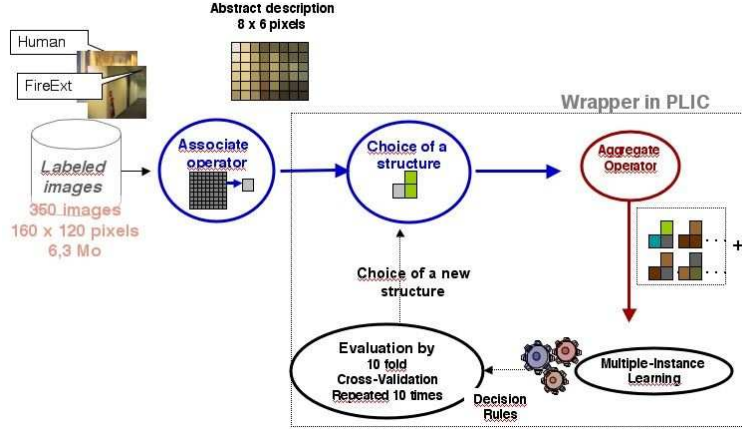 Abstract description
8 x 6 pixels
Human
FireExt
Wrapper in PLIC
Labeled
images
350 images
160 x 120 pixels
6,3 Mo
Associate
operator
Choice of a
structure
Aggregate
Operator
...
+
...
Choice of a new
structure
Evaluation by
10 fold
Cross-Validation
Repeated 10 times
Decision
Rules
Multiple-Instance
Learning